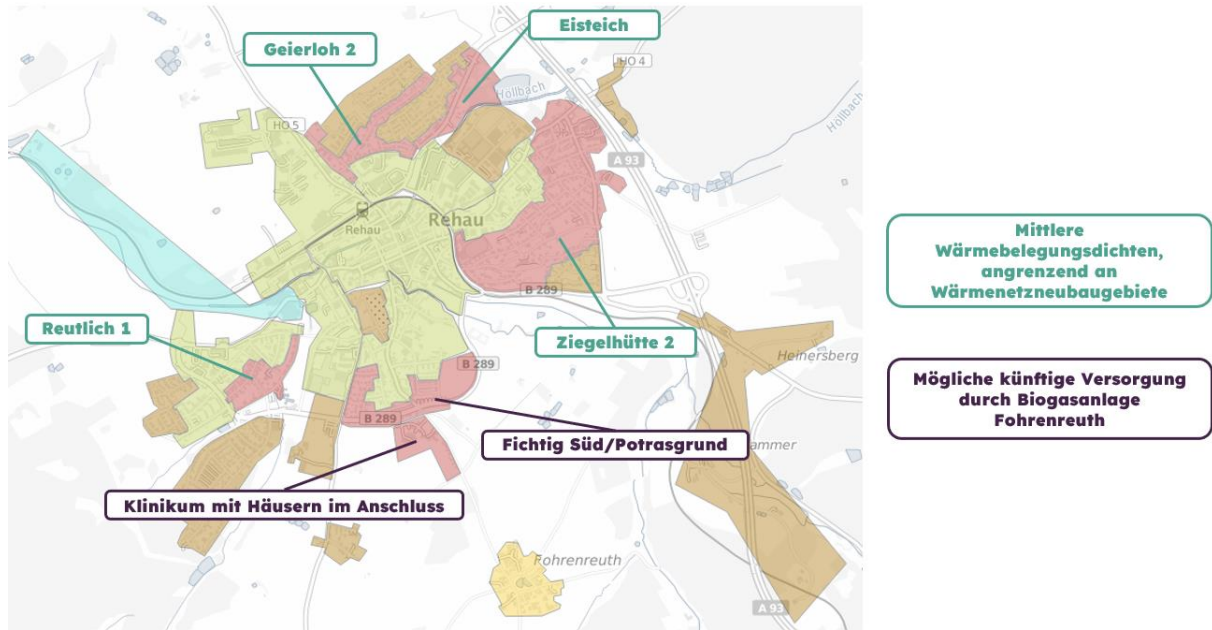 Eisteich
Geierloh 2
HO 4
Höllbach
Höllbach
HO 5
A 93
Rehau
Rehau
Mittlere
Wärmebelegungsdichten,
angrenzend an
Wärmenetzneubaugebiete
B 289
Reutlich 1
Ziegelhütte 2
Heinersberg
B 289
Mögliche künftige Versorgung
durch Biogasanlage
Fohrenreuth
B 289
Fichtig Süd/Potrasgrund
ammer
Klinikum mit Häusern im Anschluss
Fohrenreuth
A 93